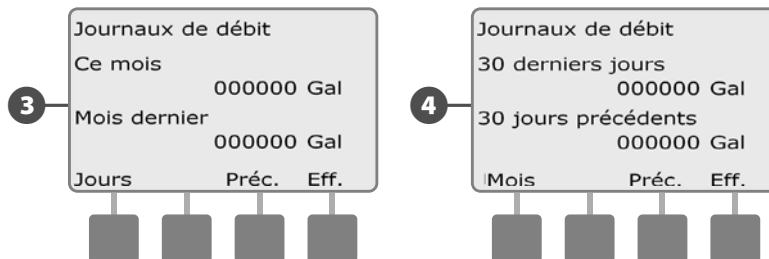 3
Journaux de débit
Ce mois
000000 Gal
Mois dernier
000000 Gal
Jours Préc. Eff.
4
Journaux de débit
30 derniers jours
000000 Gal
30 jours précédents
000000 Gal
Mois Préc. Eff.